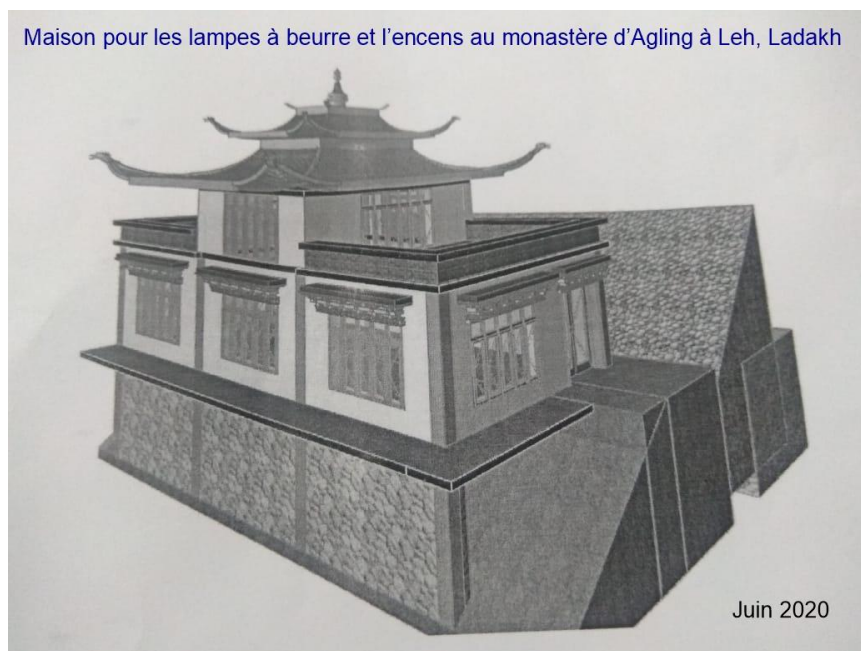 Maison pour les lampes à beurre et l’encens au monastère d’Agling à Leh, Ladakh
Juin 2020